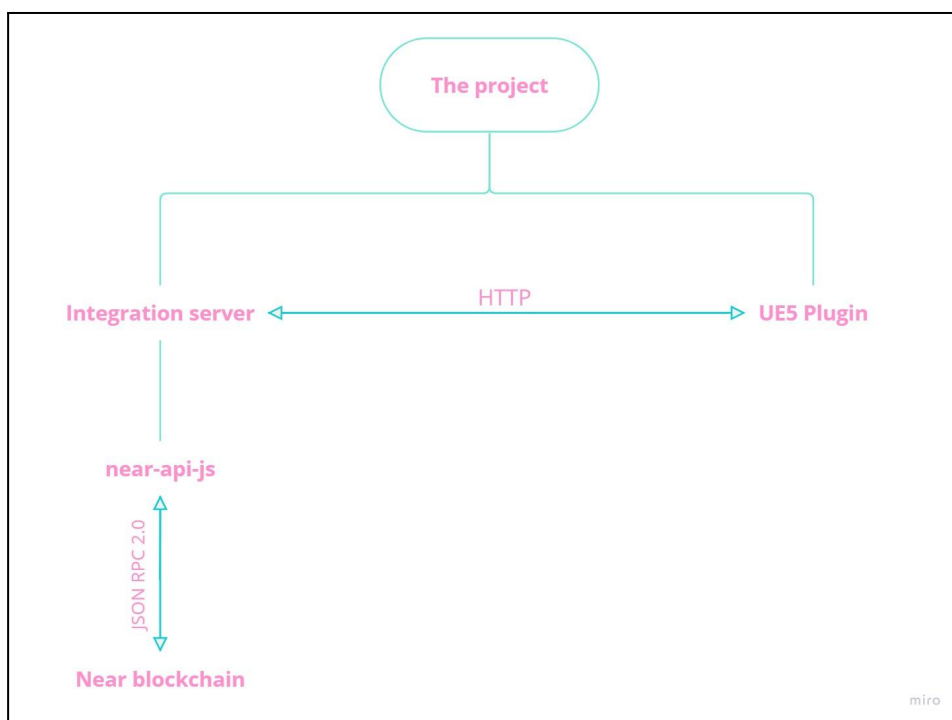 The project
HTTP
Integration server
UE5 Plugin
near-api-js
JSON RPC 2.0
Near blockchain
miro